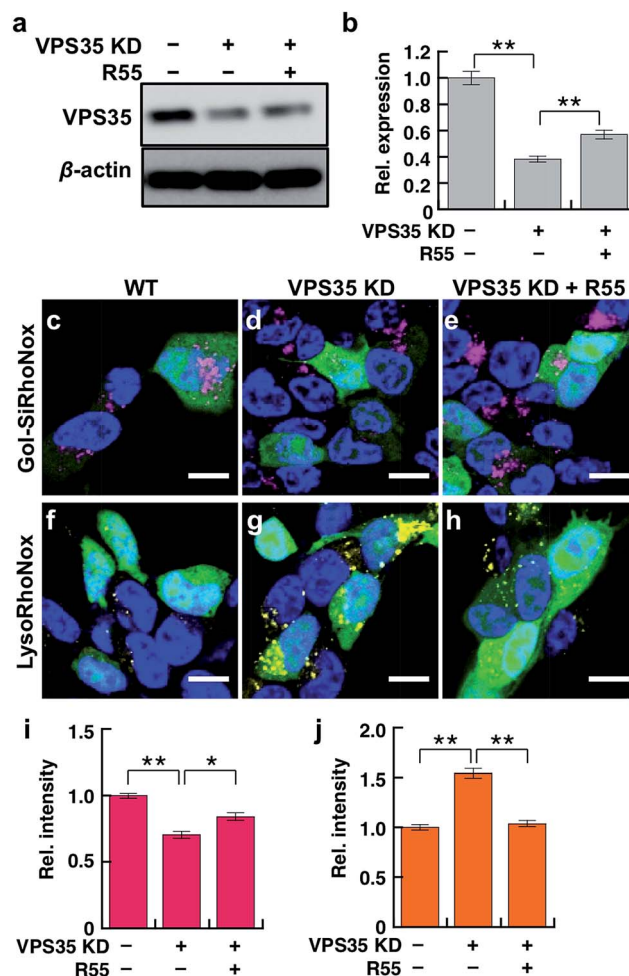 a
VPS35 KD − + +
R55 − − +
VPS35
β-actin
b
Rel. expression
1.2
1.0
0.8
0.6
0.4
0.2
0
**
**
VPS35 KD − + +
R55 − − +
WT VPS35 KD VPS35 KD + R55
Gol-SiRhoNox
c d e
LysoRhoNox
f g h
i
Rel. intensity
1.5
1.0
0.5
0
** *
VPS35 KD − + +
R55 − − +
j
Rel. intensity
2.0
1.5
1.0
0.5
0
** **
VPS35 KD − + +
R55 − − +